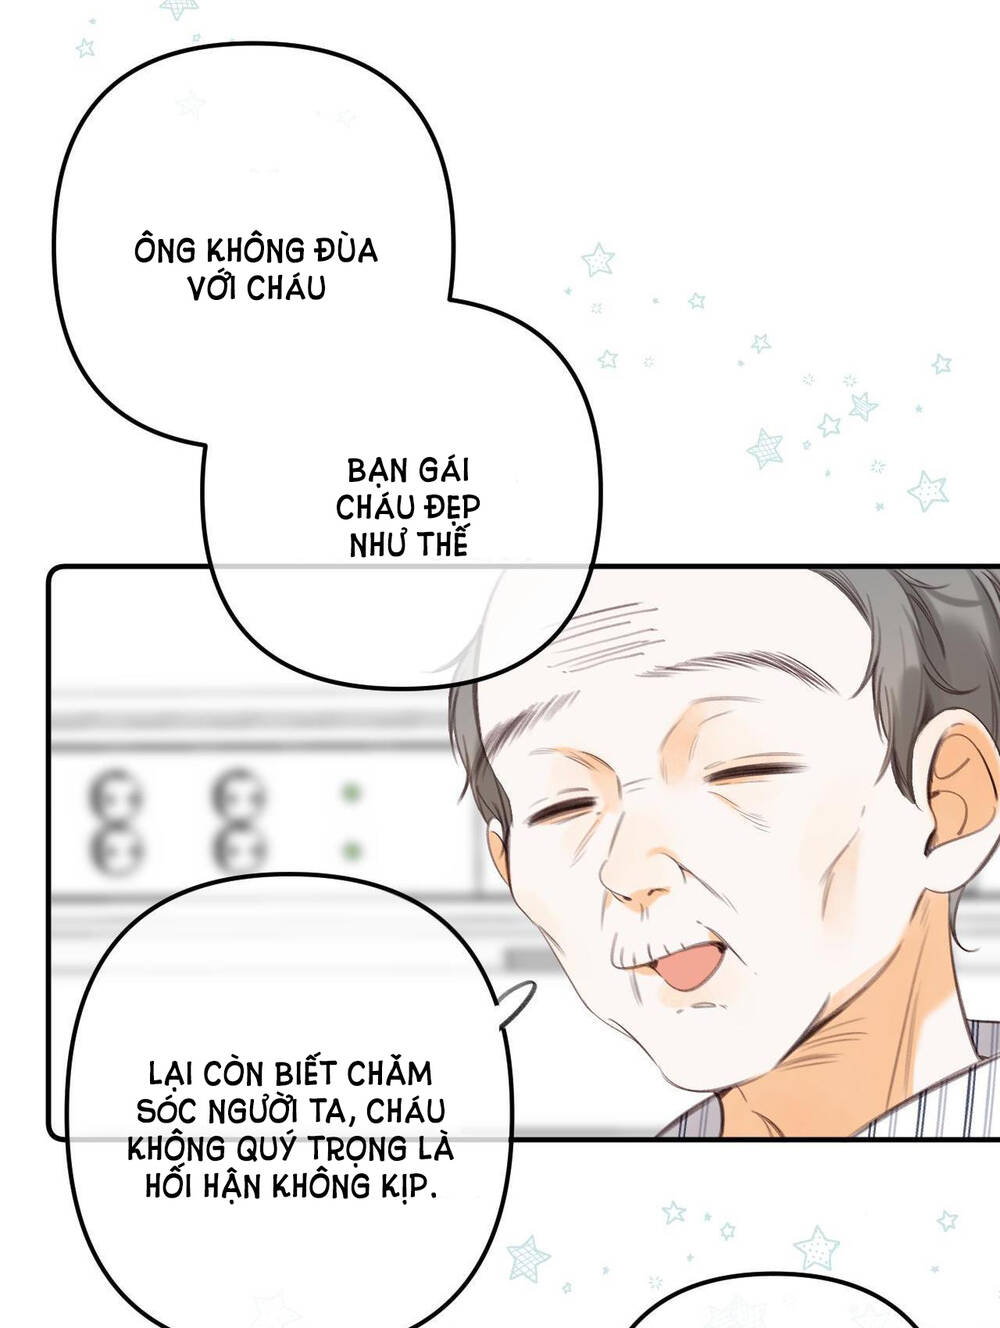 ÔNG KHÔNG ĐÙA
VỚI CHÁU
BẠN GÁI
CHÁU ĐẸP
NHƯ THẾ
LẠI CÒN BIẾT CHĂM
SÓC NGƯỜI TA, CHÁU
KHÔNG QUÝ TRỌNG LÀ
HỐI HẬN KHÔNG KỊP.